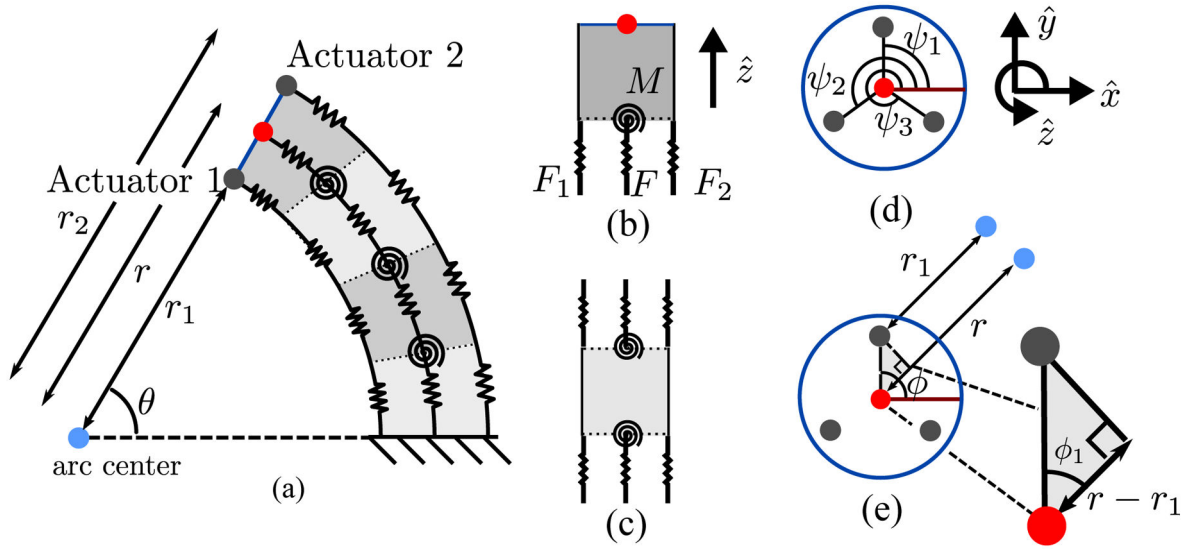 Actuator 2
Actuator 1
r₂
r
r₁
θ
arc center
(a)
M
ẑ
F₁
F
F₂
(b)
(c)
ψ₁
ψ₂
ψ₃
ŷ
x̂
ẑ
(d)
r₁
r
ϕ
ϕ₁
r − r₁
(e)